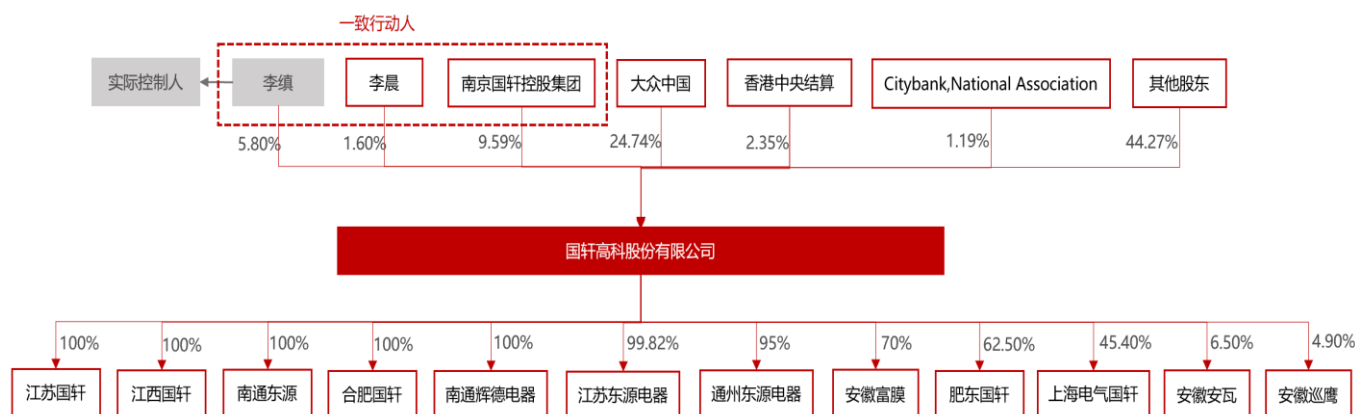 一致行动人
实际控制人
李缜
李晨
南京国轩控股集团
大众中国
香港中央结算
Citybank,National Association
其他股东
5.80%
1.60%
9.59%
24.74%
2.35%
1.19%
44.27%
国轩高科股份有限公司
100%
100%
100%
100%
100%
99.82%
95%
70%
62.50%
45.40%
6.50%
4.90%
江苏国轩
江西国轩
南通东源
合肥国轩
南通辉德电器
江苏东源电器
通州东源电器
安徽富膜
肥东国轩
上海电气国轩
安徽安瓦
安徽巡鹰